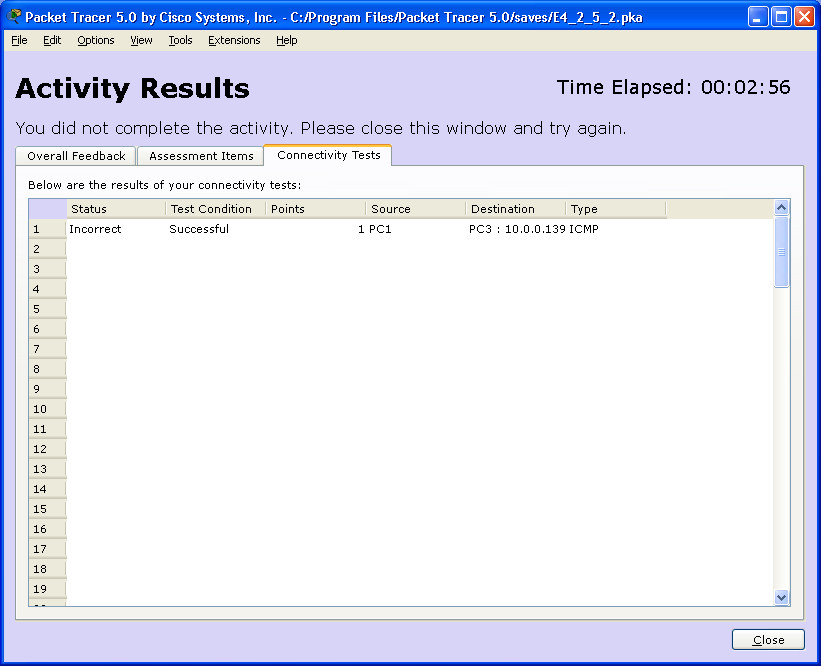 Packet Tracer 5.0 by Cisco Systems, Inc. - C:/Program Files/Packet Tracer 5.0/saves/E4_2_5_2.pka
File Edit Options View Tools Extensions Help
Activity Results
Time Elapsed: 00:02:56
You did not complete the activity. Please close this window and try again.
Overall Feedback Assessment Items Connectivity Tests
Below are the results of your connectivity tests:
Status Test Condition Points Source Destination Type
1 Incorrect Successful 1 PC1 PC3 : 10.0.0.139 ICMP
2
3
4
5
6
7
8
9
10
11
12
13
14
15
16
17
18
19
Close